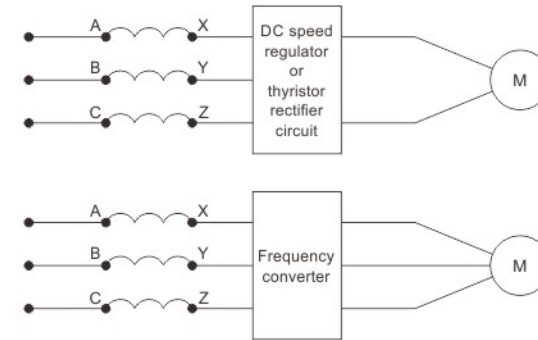 A X
B Y
C Z
DC speed
regulator
or
thyristor
rectifier
circuit
M
A X
B Y
C Z
Frequency
converter
M